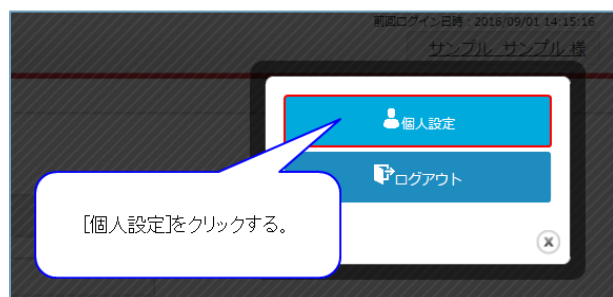 前回ログイン日時 : 2016/09/01 14:15:16
サンプル サンプル 様
個人設定
ログアウト
[個人設定]をクリックする。
x